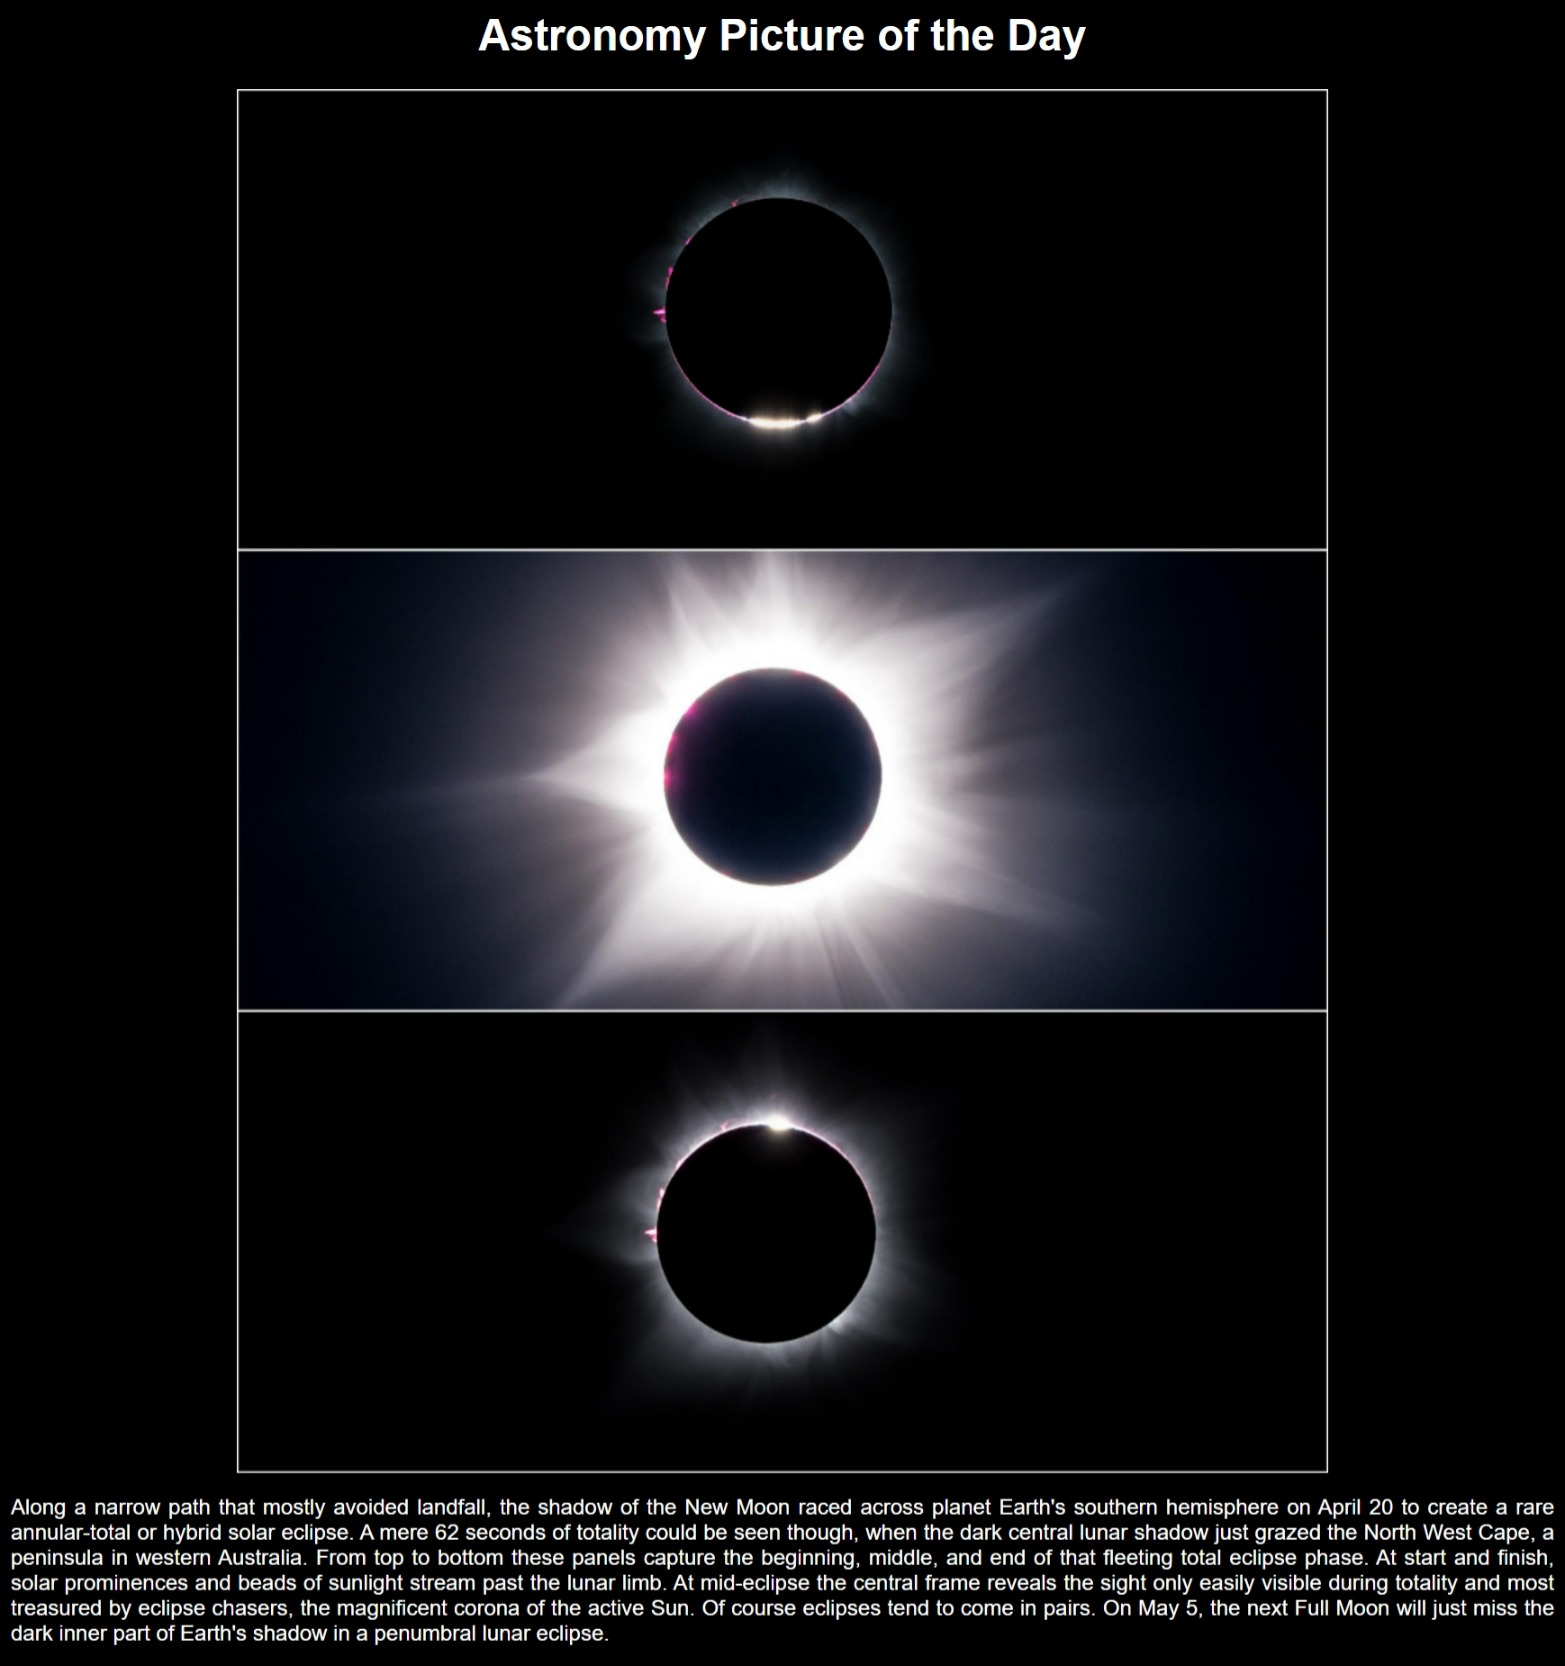 Astronomy Picture of the Day
Along a narrow path that mostly avoided landfall, the shadow of the New Moon raced across planet Earth's southern hemisphere on April 20 to create a rare
annular-total or hybrid solar eclipse. A mere 62 seconds of totality could be seen though, when the dark central lunar shadow just grazed the North West Cape, a
peninsula in western Australia. From top to bottom these panels capture the beginning, middle, and end of that fleeting total eclipse phase. At start and finish,
solar prominences and beads of sunlight stream past the lunar limb. At mid-eclipse the central frame reveals the sight only easily visible during totality and most
treasured by eclipse chasers, the magnificent corona of the active Sun. Of course eclipses tend to come in pairs. On May 5, the next Full Moon will just miss the
dark inner part of Earth's shadow in a penumbral lunar eclipse.